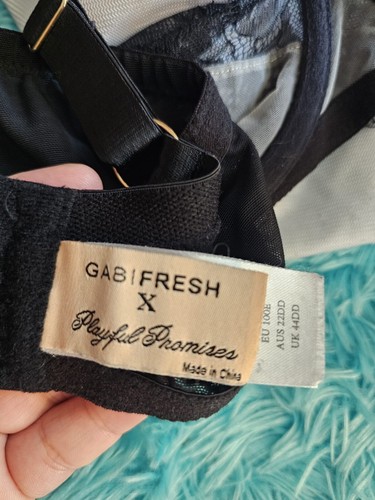 GABIFRESH
X
Playful Promises
Made in China
EU 100E
AUS 22DD
UK 44DD